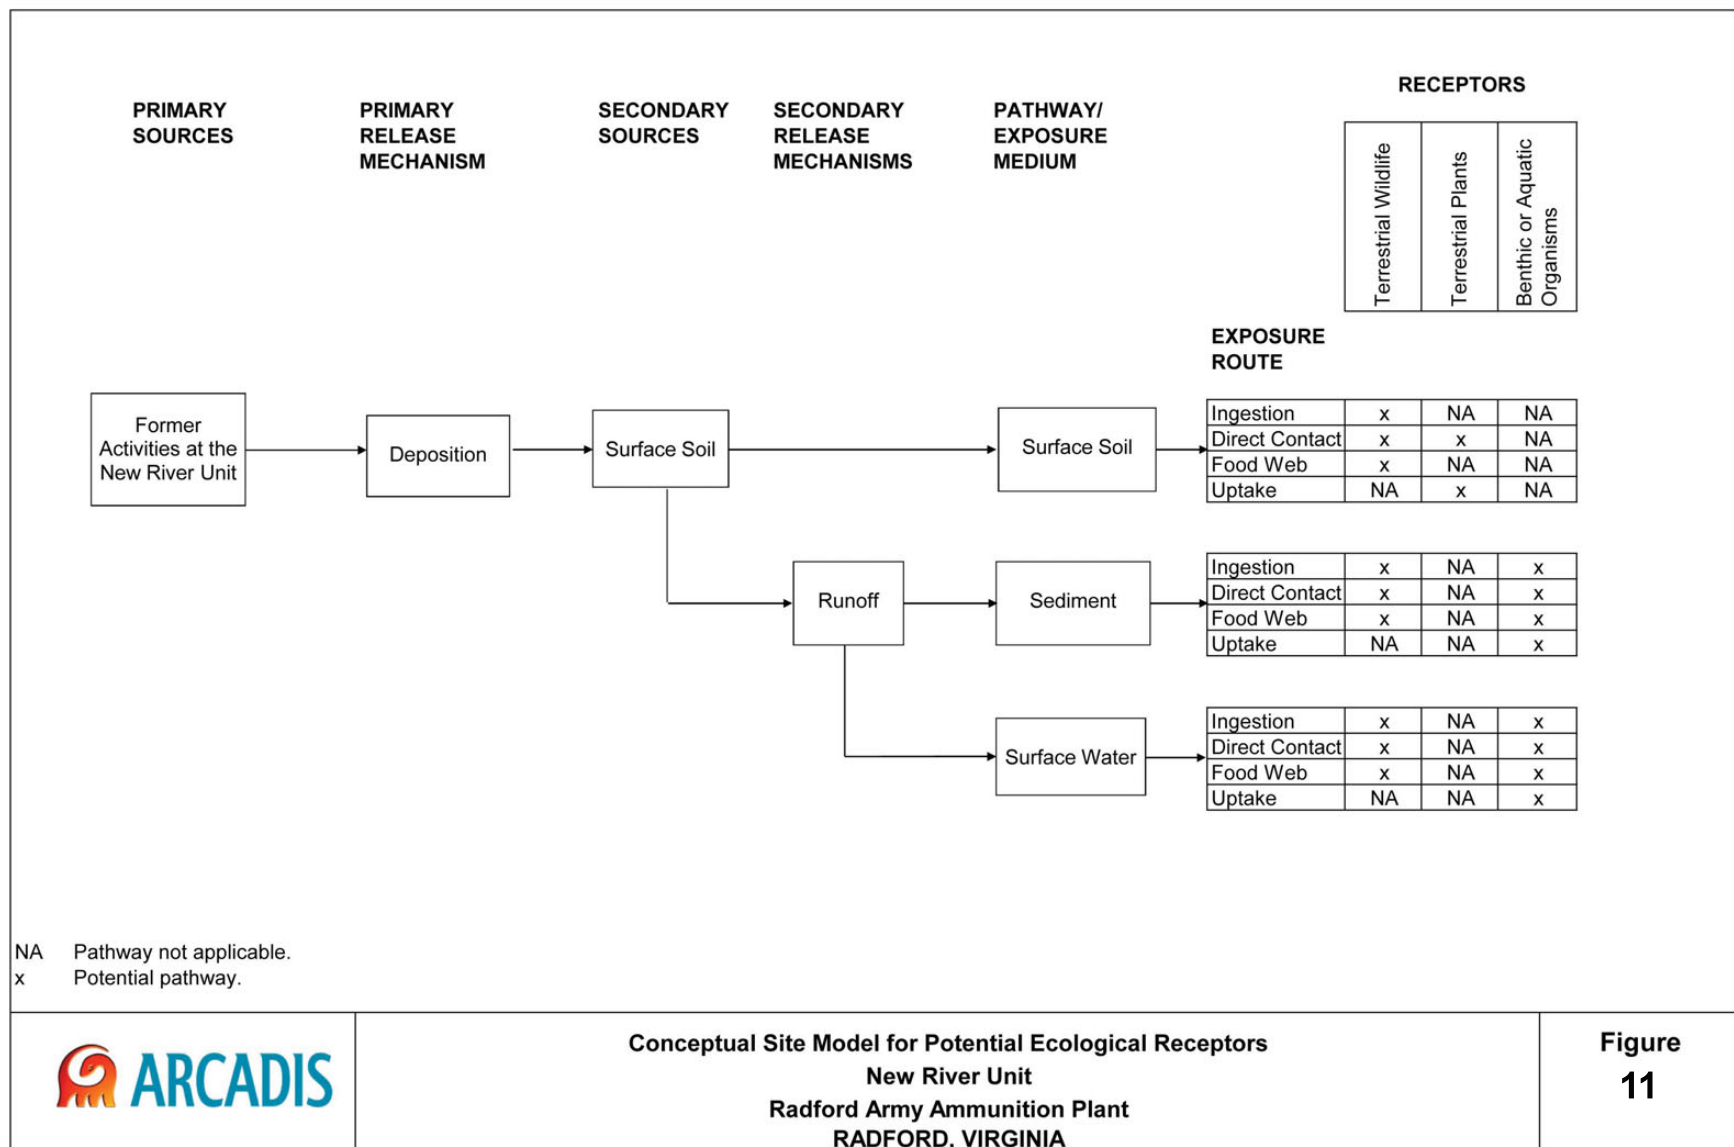 RECEPTORS
PRIMARY SOURCES
PRIMARY RELEASE MECHANISM
SECONDARY SOURCES
SECONDARY RELEASE MECHANISMS
PATHWAY/ EXPOSURE MEDIUM
Terrestrial Wildlife
Terrestrial Plants
Benthic or Aquatic Organisms
EXPOSURE ROUTE
Former
Activities at the
New River Unit
Deposition
Surface Soil
Surface Soil
Ingestion x NA NA
Direct Contact x x NA
Food Web x NA NA
Uptake NA x NA
Runoff
Sediment
Ingestion x NA x
Direct Contact x NA x
Food Web x NA x
Uptake NA NA x
Surface Water
Ingestion x NA x
Direct Contact x NA x
Food Web x NA x
Uptake NA NA x
NA Pathway not applicable.
x Potential pathway.
ARCADIS
Conceptual Site Model for Potential Ecological Receptors
New River Unit
Radford Army Ammunition Plant
RADFORD, VIRGINIA
Figure
11